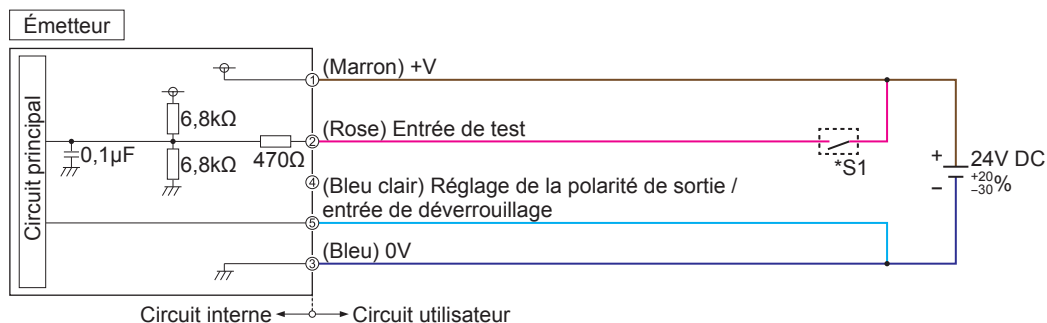 Émetteur
(Marron) +V
①
Circuit principal
6,8kΩ
0,1µF
6,8kΩ
470Ω
②
(Rose) Entrée de test
*S1
+
−
24V DC
+20
−30 %
④
(Bleu clair) Réglage de la polarité de sortie /
entrée de déverrouillage
⑤
③
(Bleu) 0V
Circuit interne
Circuit utilisateur